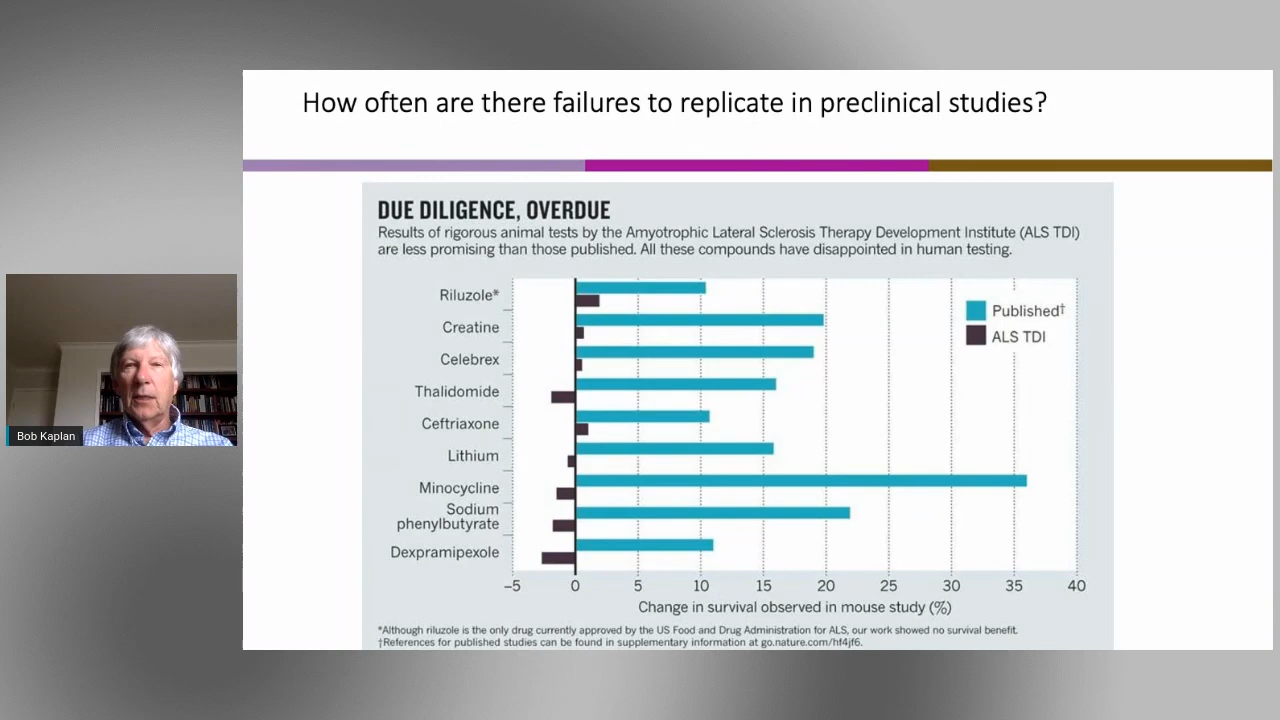 How often are there failures to replicate in preclinical studies?
DUE DILIGENCE, OVERDUE
Results of rigorous animal tests by the Amyotrophic Lateral Sclerosis Therapy Development Institute (ALS TDI)
are less promising than those published. All these compounds have disappointed in human testing.
Riluzole*
Creatine
Celebrex
Thalidomide
Ceftriaxone
Lithium
Minocycline
Sodium
phenylbutyrate
Dexpramipexole
Published†
ALS TDI
–5 0 5 10 15 20 25 30 35 40
Change in survival observed in mouse study (%)
*Although riluzole is the only drug currently approved by the US Food and Drug Administration for ALS, our work showed no survival benefit.
†References for published studies can be found in supplementary information at go.nature.com/hf4jf6.
Bob Kaplan